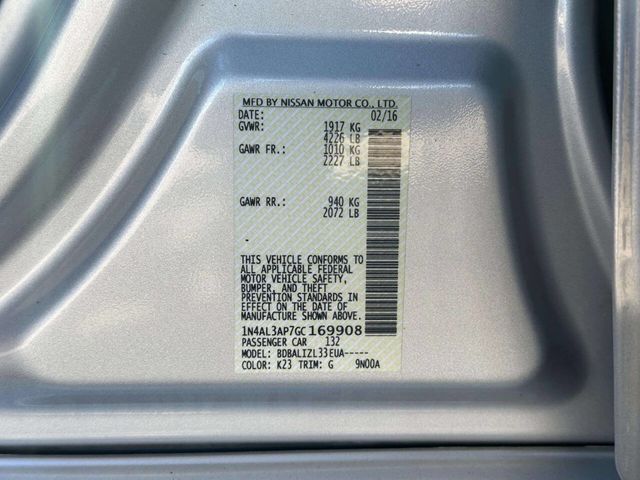 MFD BY NISSAN MOTOR CO., LTD.
DATE: 02/16
GVWR: 1917 KG
4226 LB
GAWR FR.: 1010 KG
2227 LB
GAWR RR.: 940 KG
2072 LB
THIS VEHICLE CONFORMS TO
ALL APPLICABLE FEDERAL
MOTOR VEHICLE SAFETY,
BUMPER, AND THEFT
PREVENTION STANDARDS IN
EFFECT ON THE DATE OF
MANUFACTURE SHOWN ABOVE.
1N4AL3AP7GC169908
PASSENGER CAR 132
MODEL: BDBALIZL33EUA-----
COLOR: K23 TRIM: G 9N00A